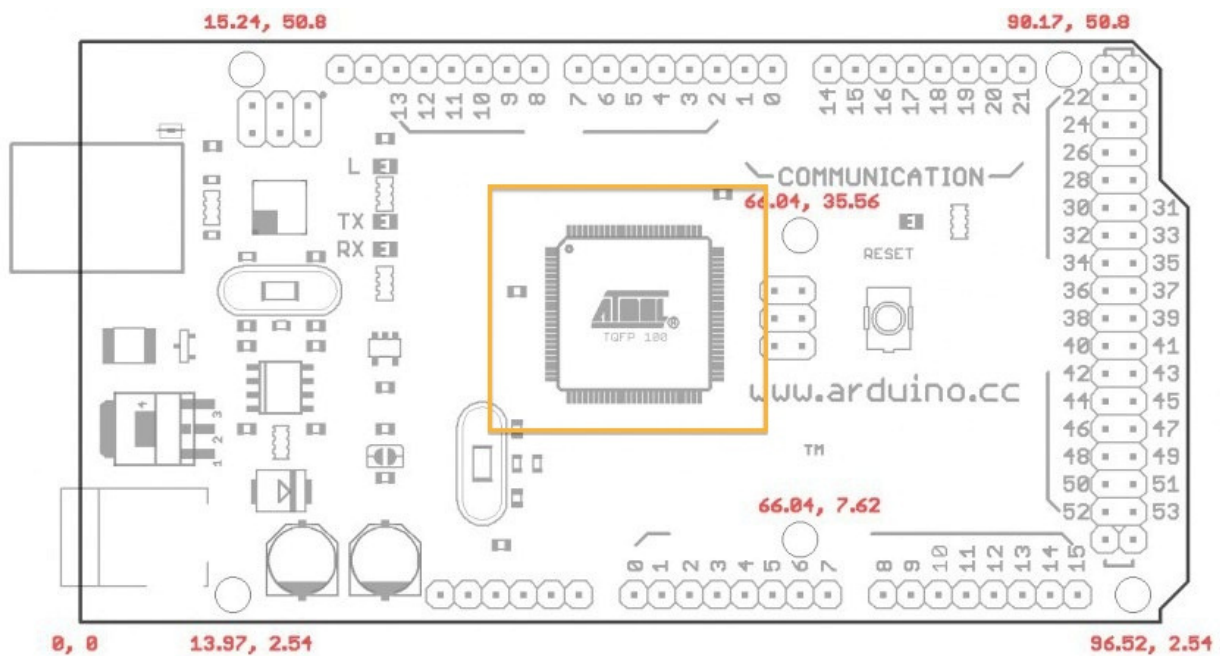 15.24, 50.8
90.17, 50.8
13 12 11 10 9 8
7 6 5 4 3 2 1 0
14 15 16 17 18 19 20 21
22
24
26
28
30 31
32 33
34 35
36 37
38 39
40 41
42 43
44 45
46 47
48 49
50 51
52 53
L
TX
RX
COMMUNICATION
66.04, 35.56
RESET
ATMEL®
TQFP 100
www.arduino.cc
TM
4
3
2
1
66.04, 7.62
0 1 2 3 4 5 6 7
8 9 10 11 12 13 14 15
0, 0
13.97, 2.54
96.52, 2.54